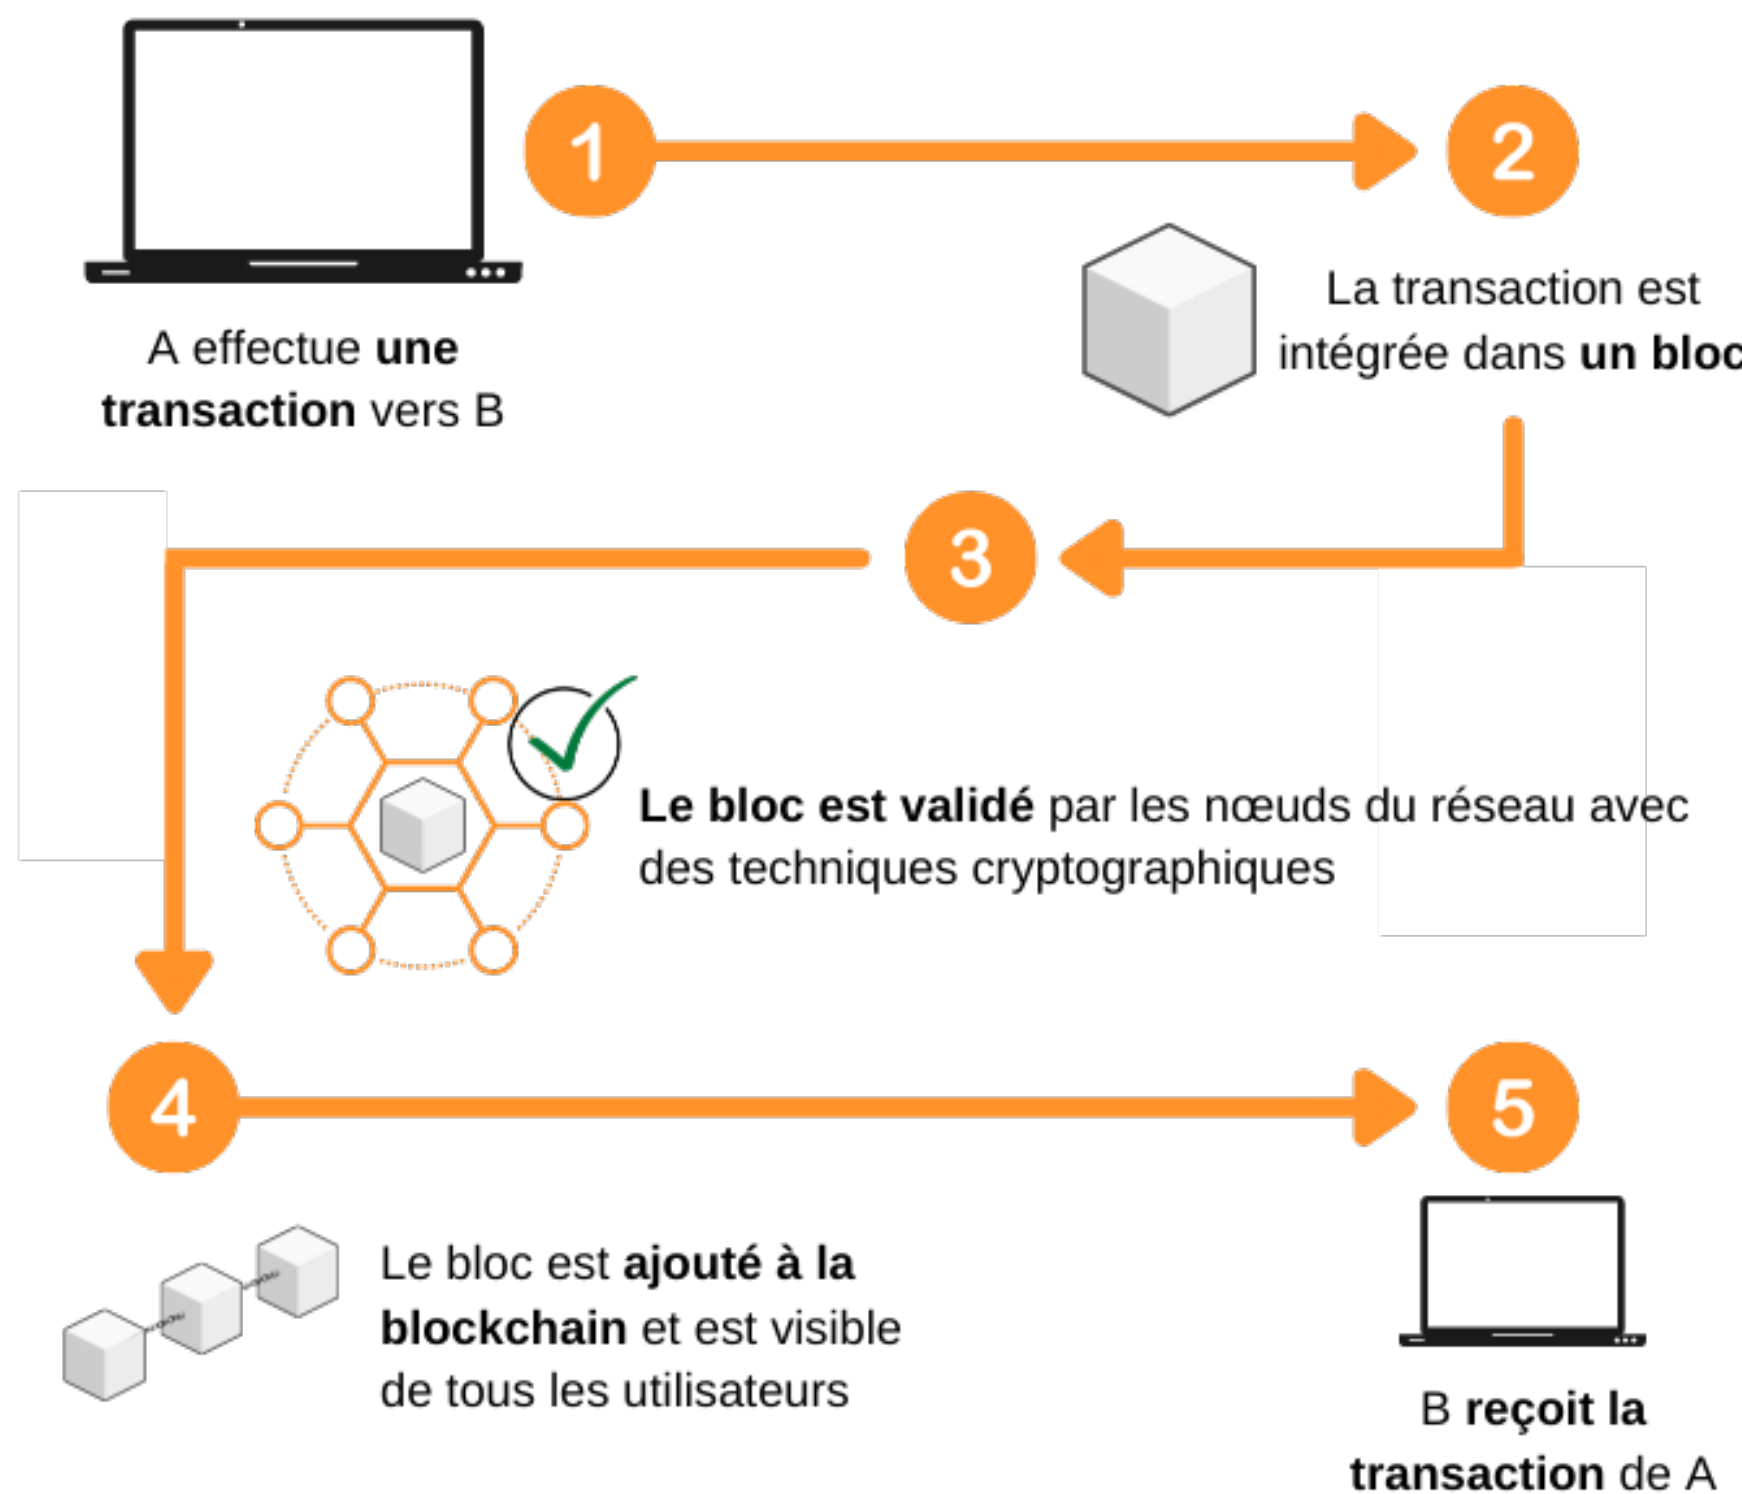 1
2
A effectue une
transaction vers B
La transaction est
intégrée dans un bloc
3
Le bloc est validé par les nœuds du réseau avec
des techniques cryptographiques
4
5
Le bloc est ajouté à la
blockchain et est visible
de tous les utilisateurs
B reçoit la
transaction de A